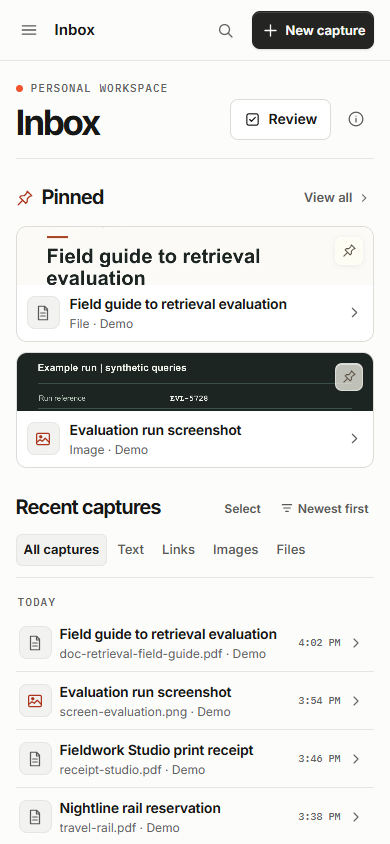 Inbox
New capture
PERSONAL WORKSPACE
Inbox
Review
Pinned
View all
Field guide to retrieval
evaluation
Field guide to retrieval evaluation
File · Demo
Example run | synthetic queries
Run reference EVL-5728
Evaluation run screenshot
Image · Demo
Recent captures
Select
Newest first
All captures Text Links Images Files
TODAY
Field guide to retrieval evaluation
doc-retrieval-field-guide.pdf · Demo
4:02 PM
Evaluation run screenshot
screen-evaluation.png · Demo
3:54 PM
Fieldwork Studio print receipt
receipt-studio.pdf · Demo
3:46 PM
Nightline rail reservation
travel-rail.pdf · Demo
3:38 PM